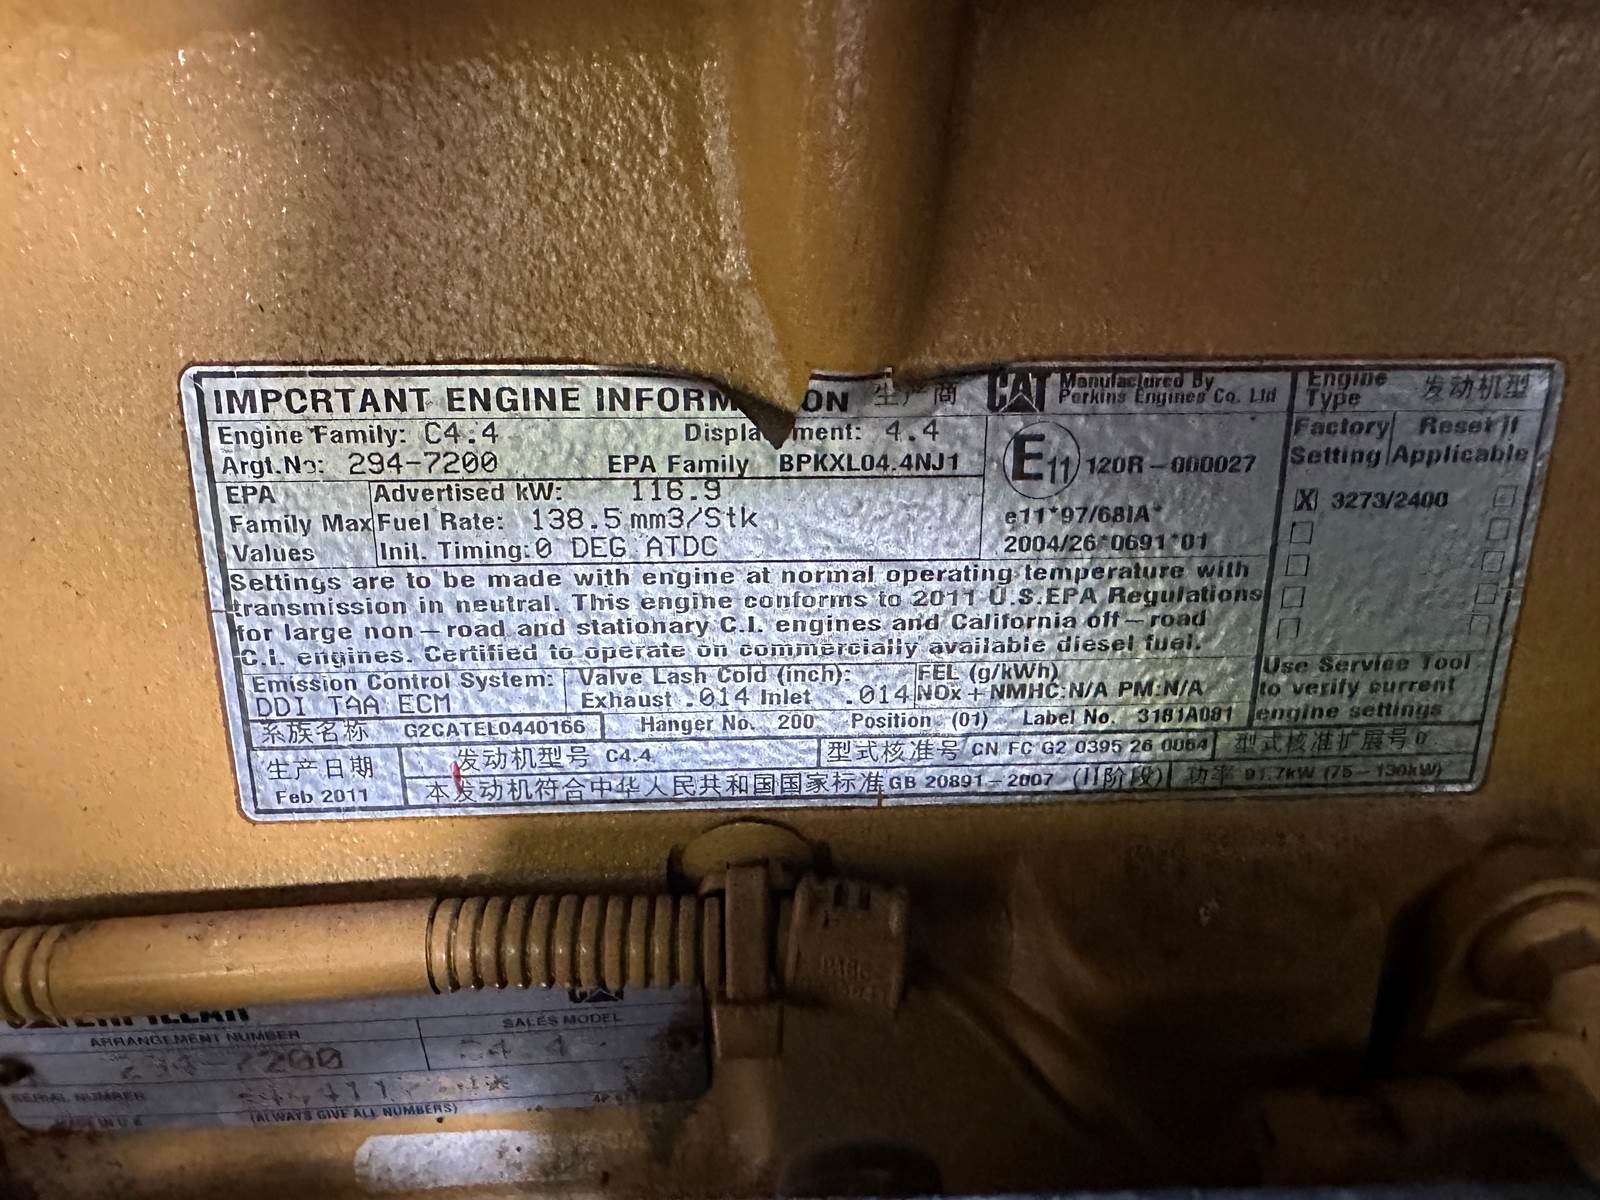 IMPORTANT ENGINE INFORM ON 生产商 CAT Manufactured By Perkins Engines Co. Ltd
Engine Type 发动机型
Engine Family: C4.4 Displacement: 4.4
Argt.No: 294-7200 EPA Family BPKXL04.4NJ1
E11 120R-000027
Factory Setting Reset If Applicable
X 3273/2400
EPA Family Max Values
Advertised kW: 116.9
Fuel Rate: 138.5 mm3/Stk
Init. Timing: 0 DEG ATDC
e11*97/68IA*
2004/26*0691*01
Settings are to be made with engine at normal operating temperature with
transmission in neutral. This engine conforms to 2011 U.S.EPA Regulations
for large non-road and stationary C.I. engines and California off-road
C.I. engines. Certified to operate on commercially available diesel fuel.
Use Service Tool
to verify current
engine settings
Emission Control System:
DDI TAA ECM
Valve Lash Cold (inch):
Exhaust .014 Inlet .014
FEL (g/kWh)
NOx+NMHC:N/A PM:N/A
系族名称 G2CATEL0440166 Hanger No. 200 Position (01) Label No. 3181A081
生产日期
Feb 2011
发动机型号 C4.4 型式核准号 CN FC G2 0395 26 0064 型式核准扩展号 0
本发动机符合中华人民共和国国家标准 GB 20891-2007 (II阶段) 功率 91.7kW (75-130kW)
CATERPILLAR CAT
ARRANGEMENT NUMBER SALES MODEL
294-7200 C4.4
SERIAL NUMBER
(ALWAYS GIVE ALL NUMBERS)